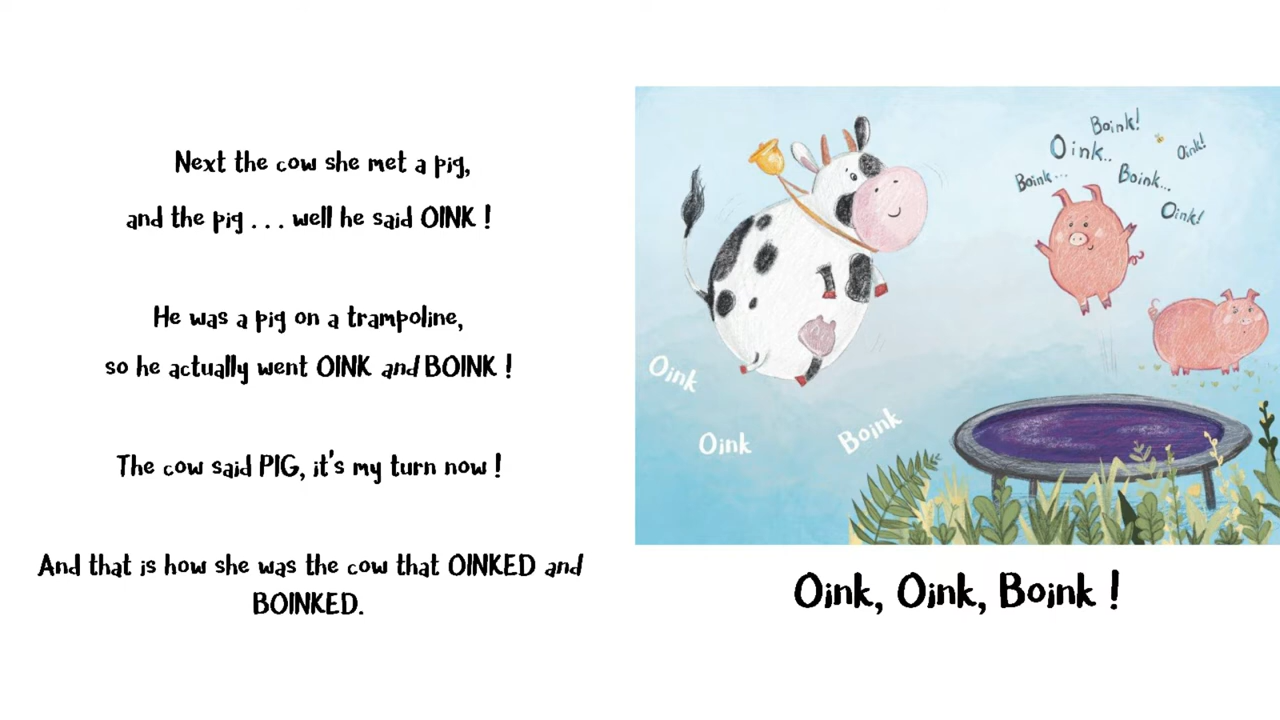 Next the cow she met a pig,
and the pig . . . well he said OINK !
He was a pig on a trampoline,
so he actually went OINK and BOINK !
The cow said PIG, it's my turn now !
And that is how she was the cow that OINKED and
BOINKED.
Boink!
Oink..
Oink!
Boink...
Boink...
Oink!
Oink
Oink
Boink
Oink, Oink, Boink !